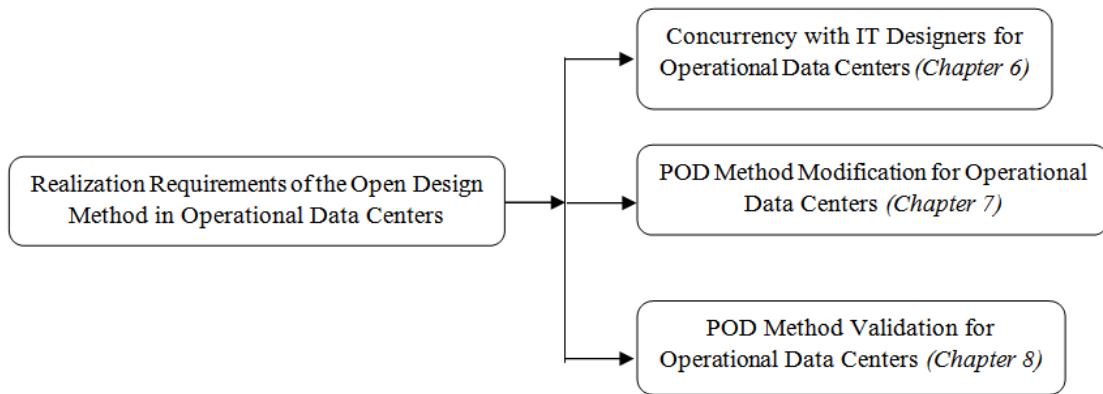 Concurrency with IT Designers for
Operational Data Centers (Chapter 6)
Realization Requirements of the Open Design
Method in Operational Data Centers
POD Method Modification for Operational
Data Centers (Chapter 7)
POD Method Validation for
Operational Data Centers (Chapter 8)